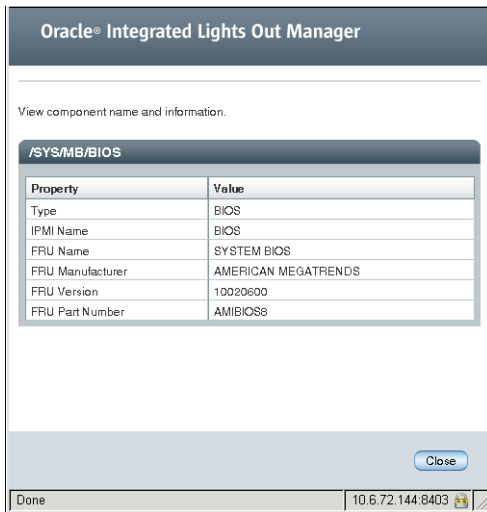 Oracle® Integrated Lights Out Manager
View component name and information.
/SYS/MB/BIOS
Property Value
Type BIOS
IPMI Name BIOS
FRU Name SYSTEM BIOS
FRU Manufacturer AMERICAN MEGATRENDS
FRU Version 10020600
FRU Part Number AMIBIOS8
Close
Done 10.6.72.144:8403